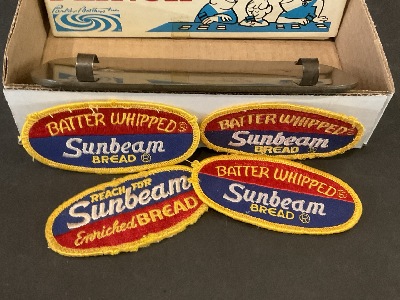 BATTER WHIPPED
Sunbeam
BREAD
BATTER WHIPPED
Sunbeam
BREAD
REACH FOR
Sunbeam
Enriched BREAD
BATTER WHIPPED
Sunbeam
BREAD